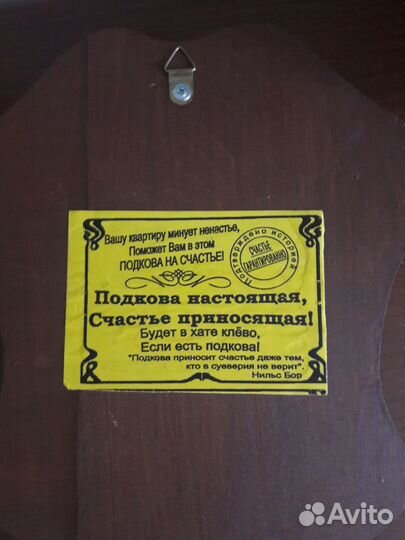 Вашу квартиру минует ненастье,
Поможет Вам в этом
ПОДКОВА НА СЧАСТЬЕ!
Подтверждено историей
СЧАСТЬЕ
ГАРАНТИРОВАННО
Подкова настоящая,
Счастье приносящая!
Будет в хате клёво,
Если есть подкова!
"Подкова приносит счастье даже тем,
кто в суеверия не верит".
Нильс Бор
Avito